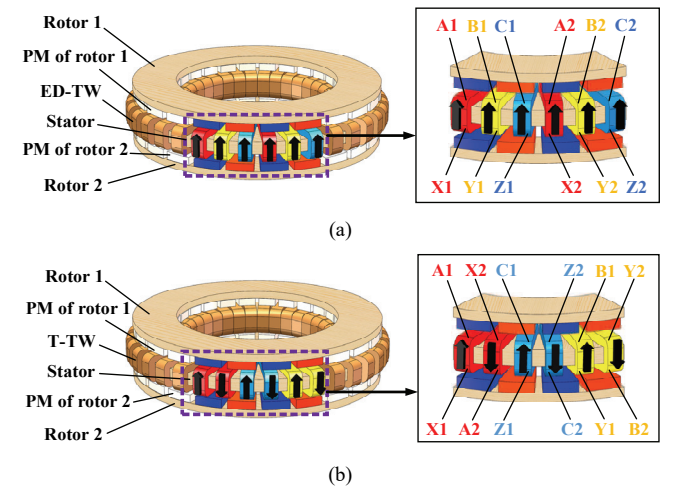 Rotor 1
PM of rotor 1
ED-TW
Stator
PM of rotor 2
Rotor 2
A1 B1 C1 A2 B2 C2
X1 Y1 Z1 X2 Y2 Z2
(a)
Rotor 1
PM of rotor 1
T-TW
Stator
PM of rotor 2
Rotor 2
A1 X2 C1 Z2 B1 Y2
X1 A2 Z1 C2 Y1 B2
(b)